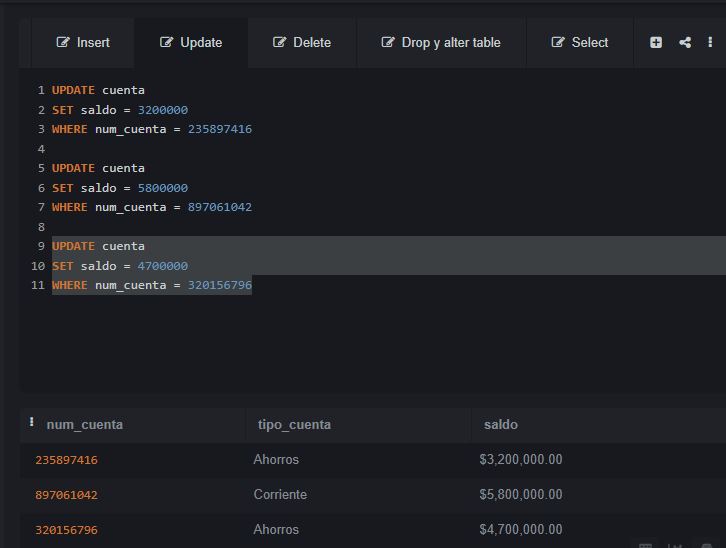 Insert Update Delete Drop y alter table Select
1 UPDATE cuenta
2 SET saldo = 3200000
3 WHERE num_cuenta = 235897416
4
5 UPDATE cuenta
6 SET saldo = 5800000
7 WHERE num_cuenta = 897061042
8
9 UPDATE cuenta
10 SET saldo = 4700000
11 WHERE num_cuenta = 320156796
num_cuenta tipo_cuenta saldo
235897416 Ahorros $3,200,000.00
897061042 Corriente $5,800,000.00
320156796 Ahorros $4,700,000.00